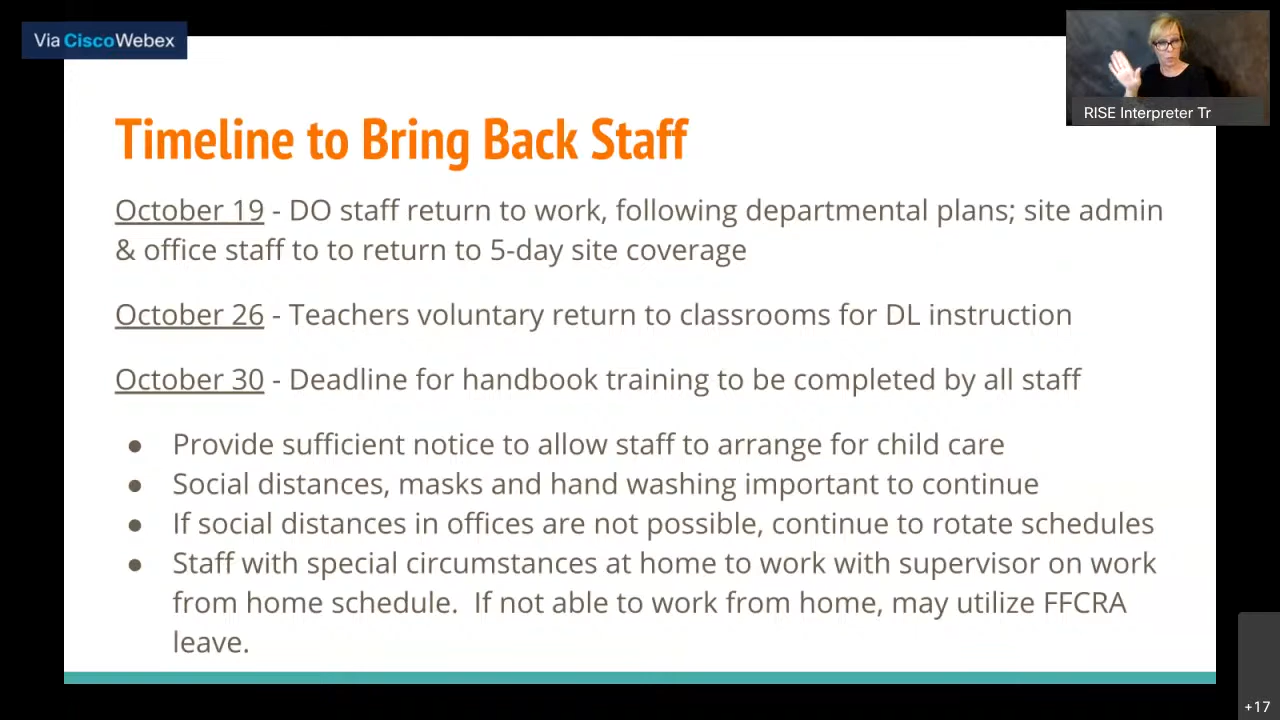 Via CiscoWebex
RISE Interpreter Tr
Timeline to Bring Back Staff
October 19 - DO staff return to work, following departmental plans; site admin
& office staff to to return to 5-day site coverage
October 26 - Teachers voluntary return to classrooms for DL instruction
October 30 - Deadline for handbook training to be completed by all staff
● Provide sufficient notice to allow staff to arrange for child care
● Social distances, masks and hand washing important to continue
● If social distances in offices are not possible, continue to rotate schedules
● Staff with special circumstances at home to work with supervisor on work
from home schedule. If not able to work from home, may utilize FFCRA
leave.
+17